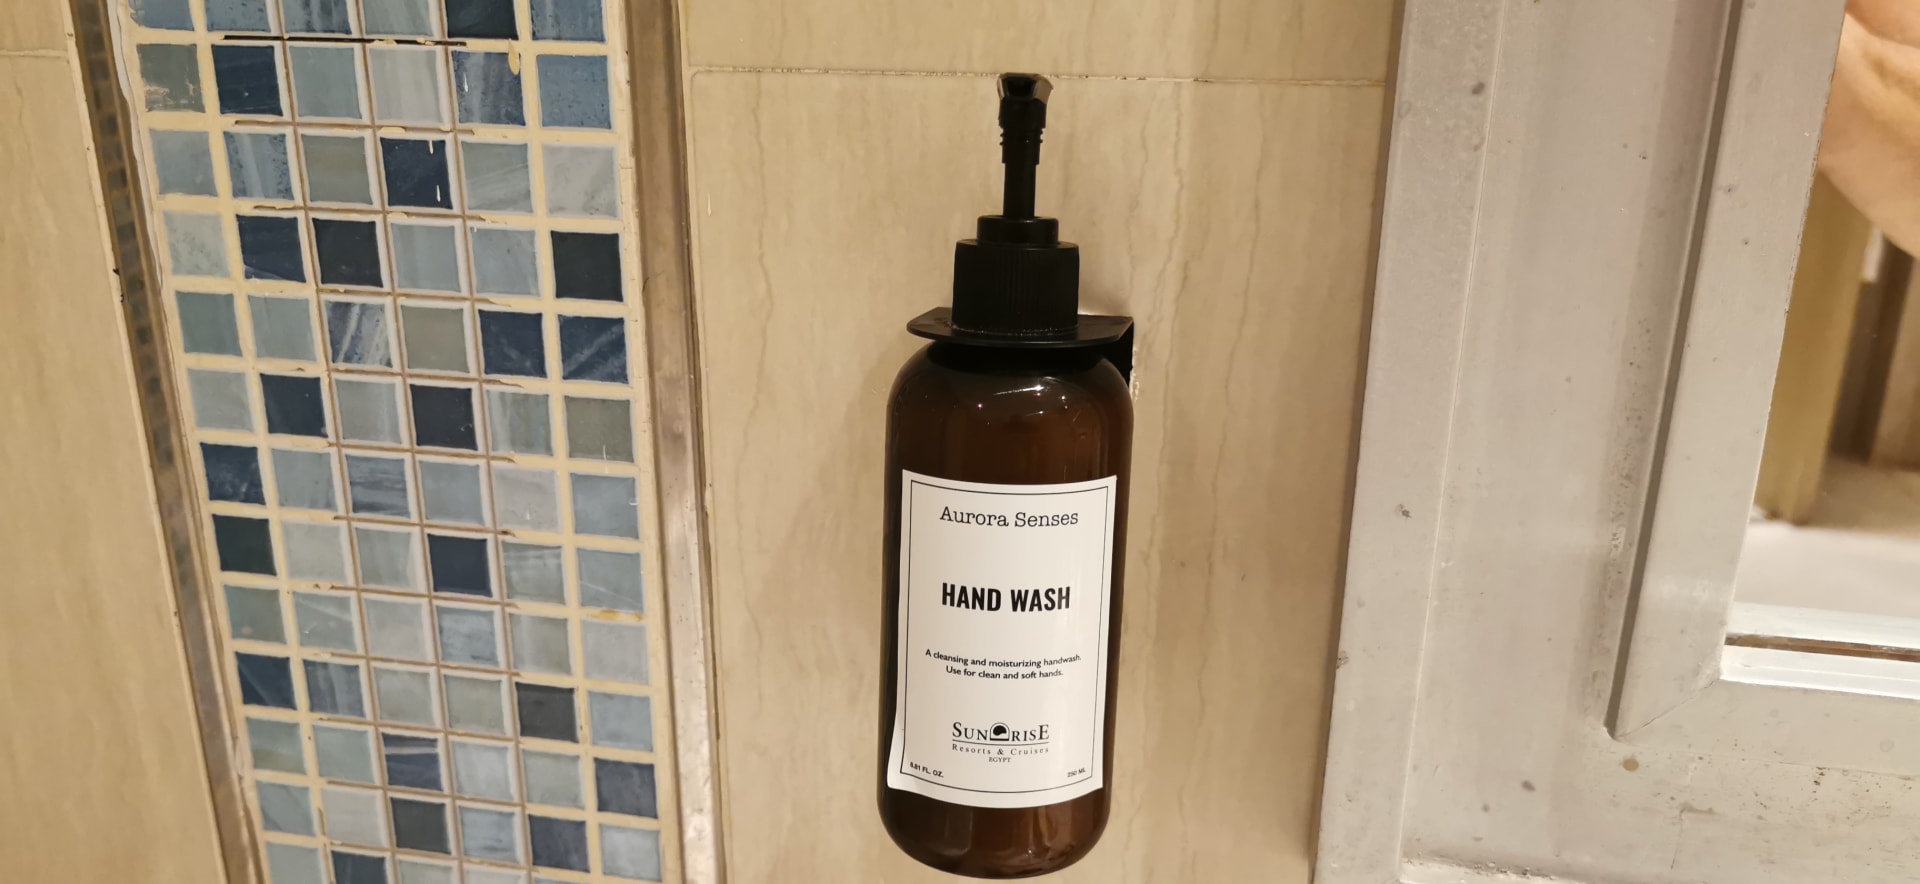 Aurora Senses
HAND WASH
A cleansing and moisturizing handwash.
Use for clean and soft hands.
SUNRISE
Resorts & Cruises
EGYPT
8.81 FL. OZ.
250 ML